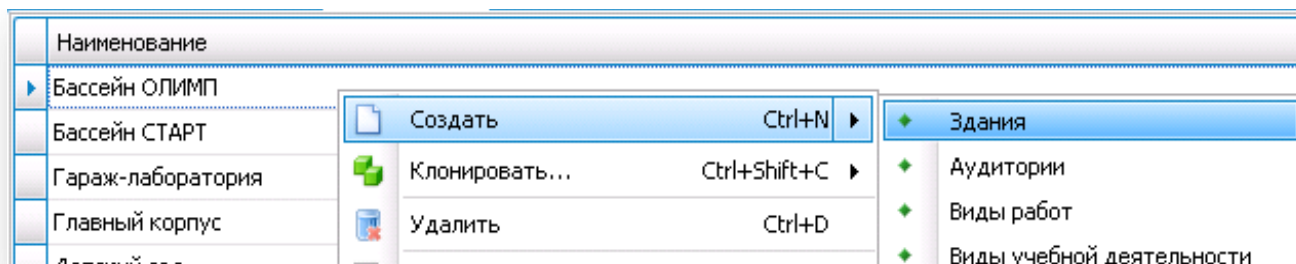 Наименование
Бассейн ОЛИМП
Бассейн СТАРТ
Гараж-лаборатория
Главный корпус
Создать Ctrl+N
Клонировать... Ctrl+Shift+C
Удалить Ctrl+D
Здания
Аудитории
Виды работ
Виды учебной деятельности